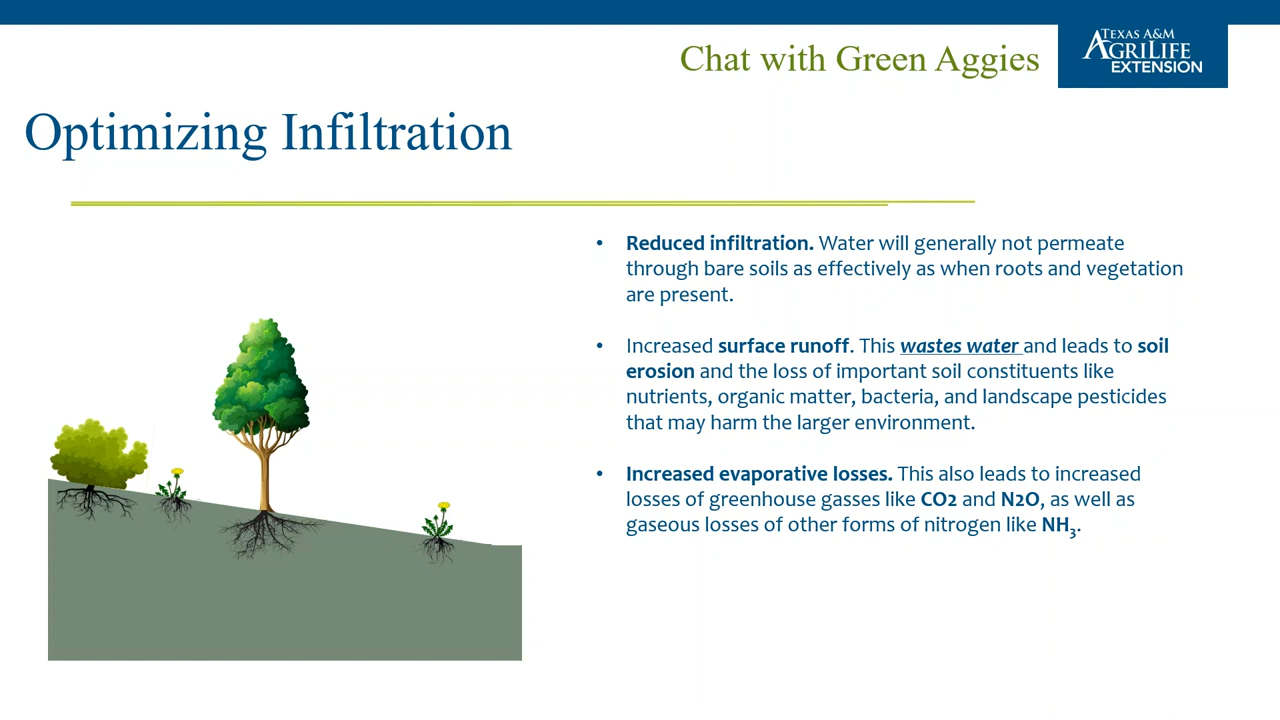 Chat with Green Aggies
TEXAS A&M
AGRILIFE
EXTENSION
Optimizing Infiltration
• Reduced infiltration. Water will generally not permeate
through bare soils as effectively as when roots and vegetation
are present.
• Increased surface runoff. This wastes water and leads to soil
erosion and the loss of important soil constituents like
nutrients, organic matter, bacteria, and landscape pesticides
that may harm the larger environment.
• Increased evaporative losses. This also leads to increased
losses of greenhouse gasses like CO2 and N2O, as well as
gaseous losses of other forms of nitrogen like NH₃.